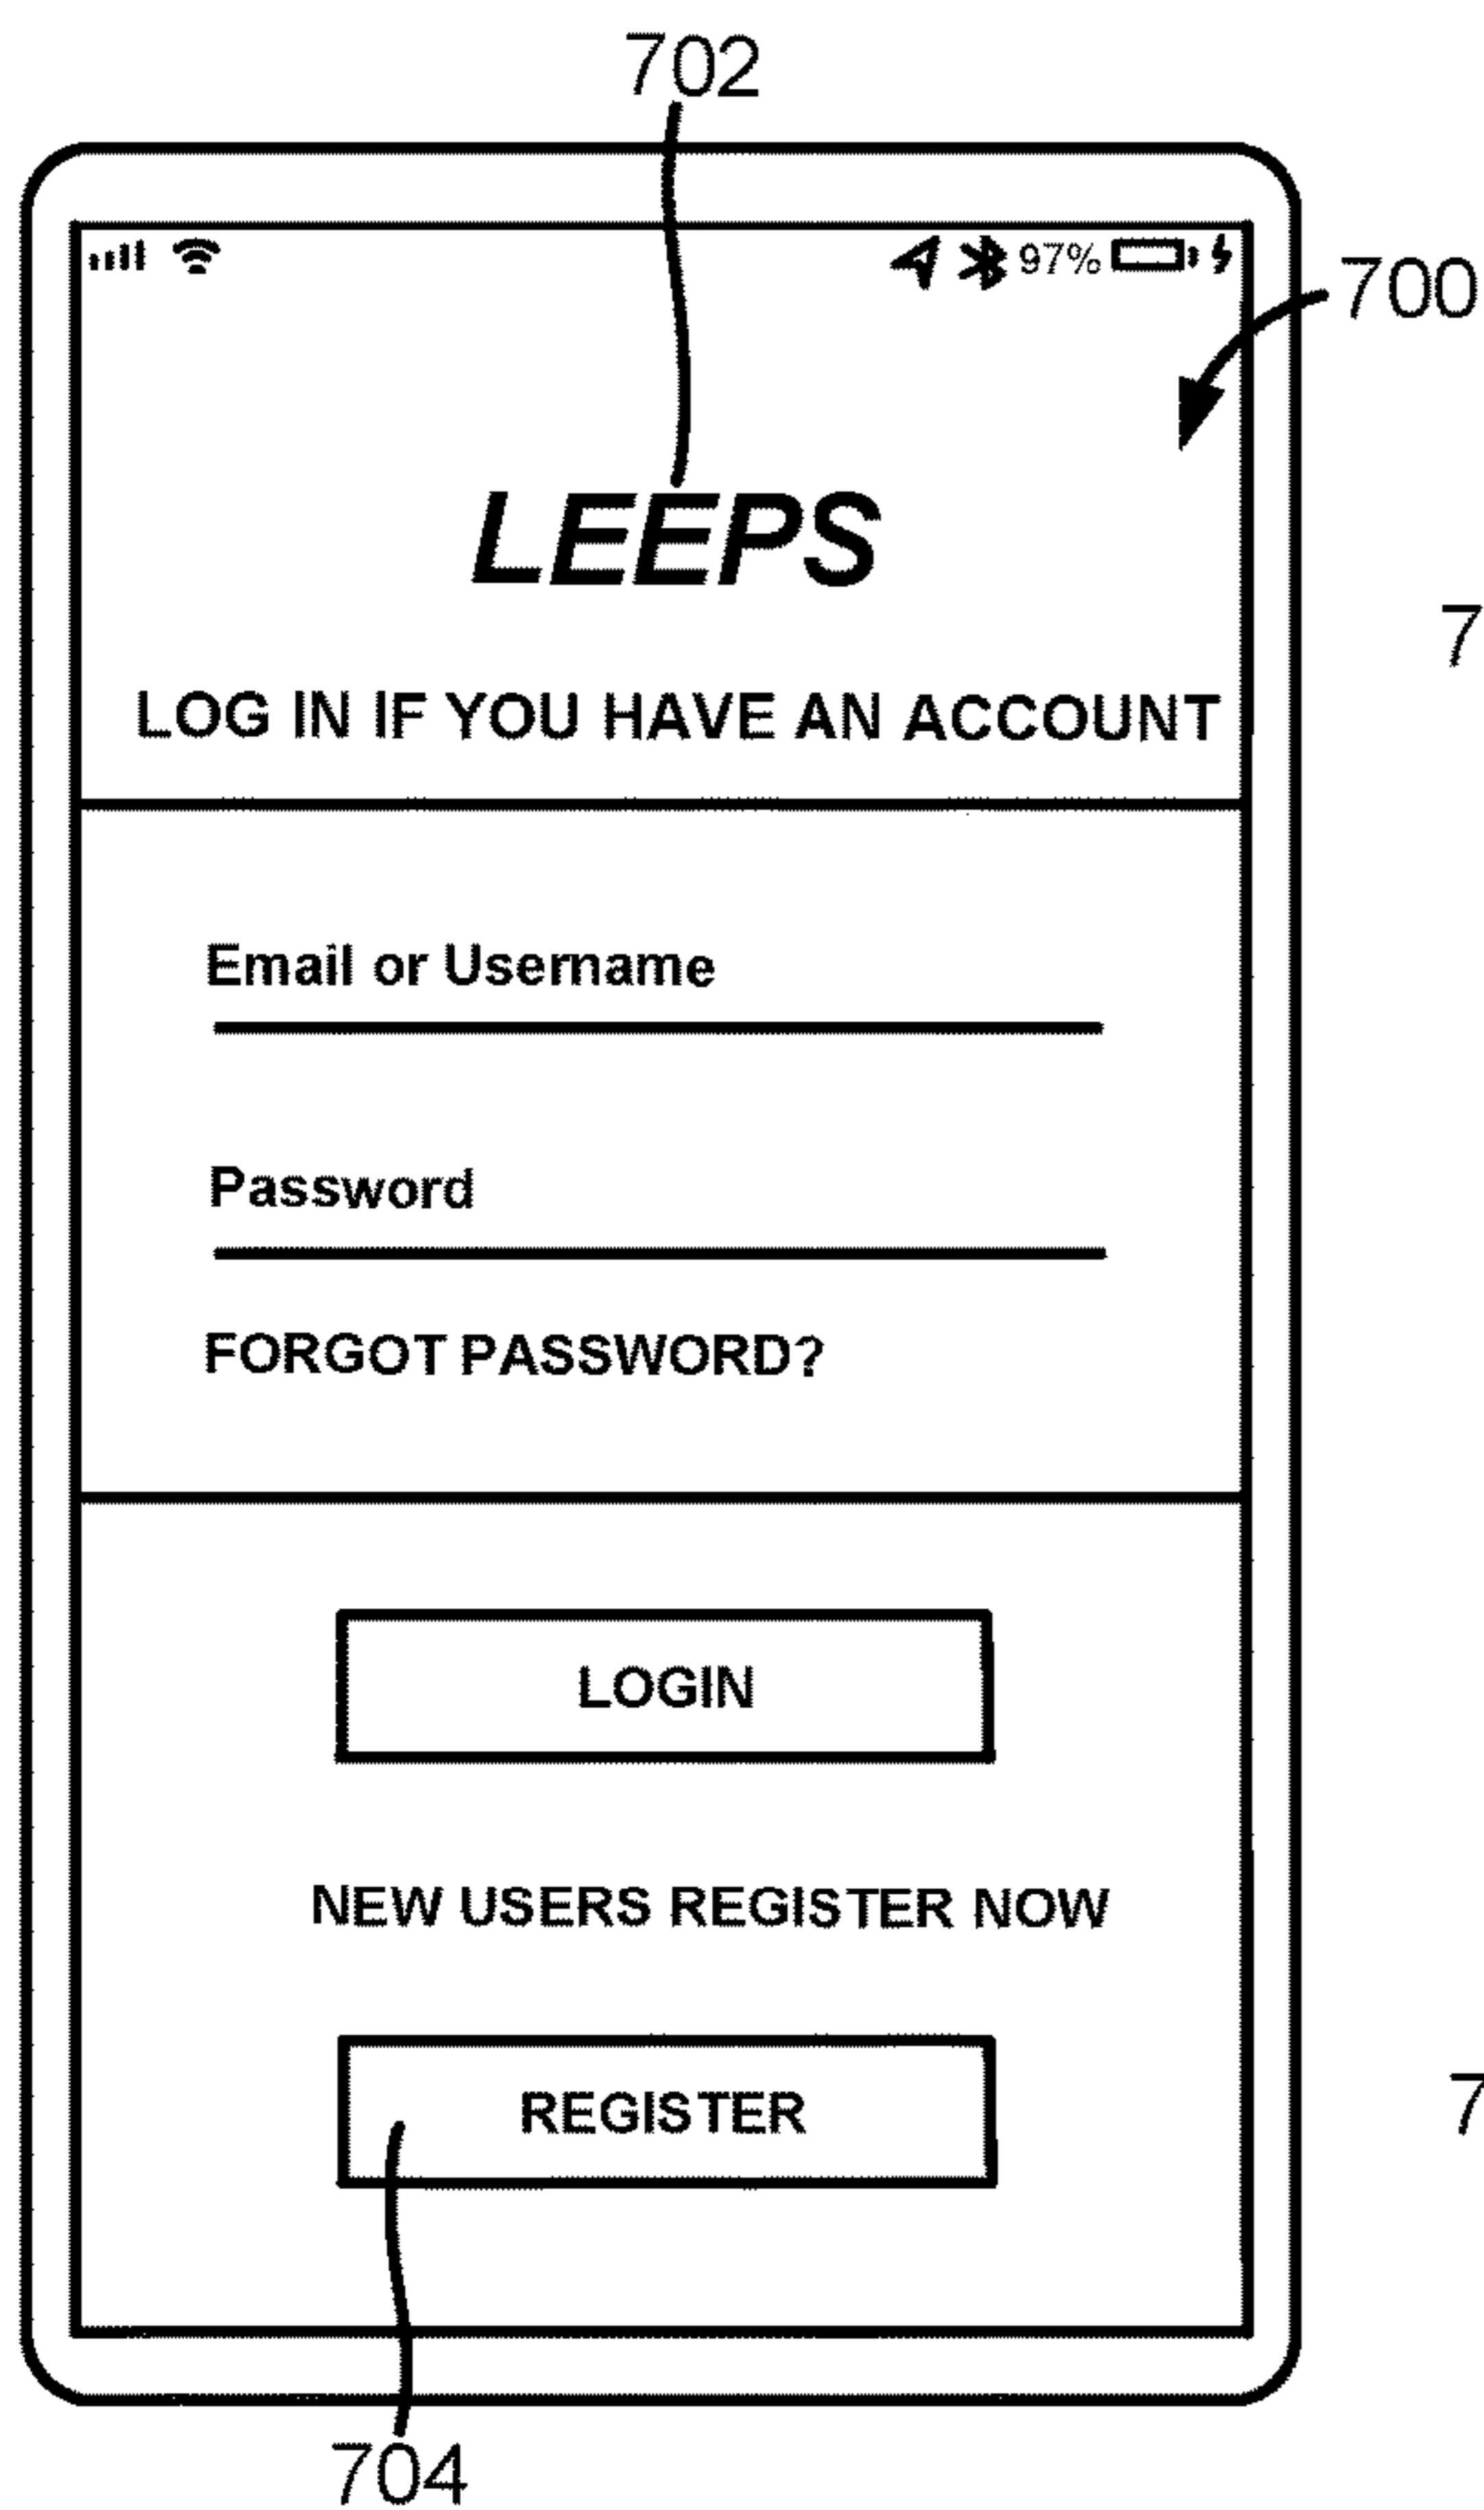 702
97%
700
LEEPS
7
LOG IN IF YOU HAVE AN ACCOUNT
Email or Username
Password
FORGOT PASSWORD?
LOGIN
NEW USERS REGISTER NOW
7
REGISTER
704